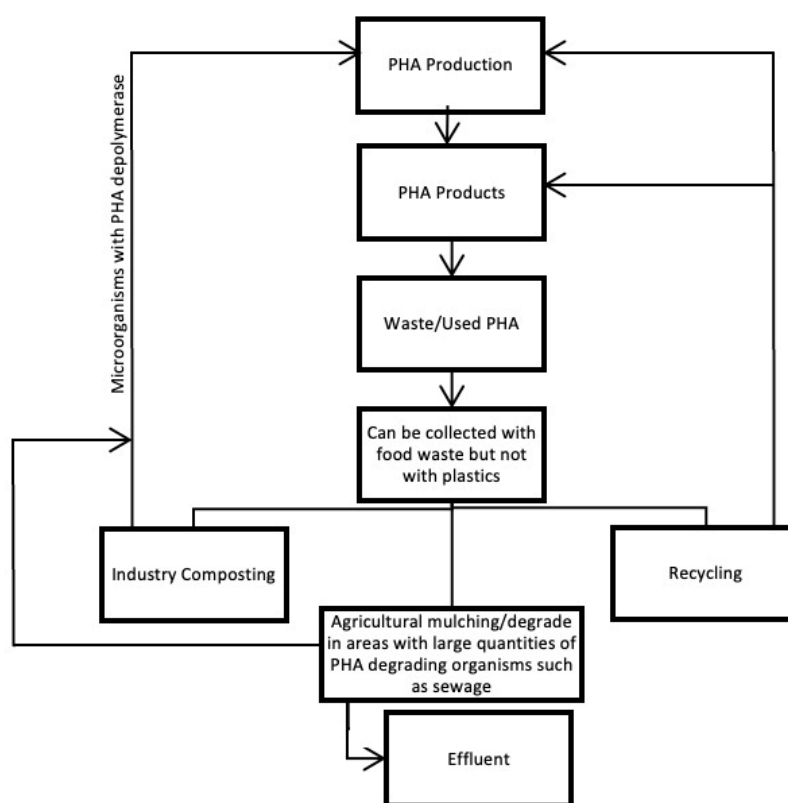 PHA Production
Microorganisms with PHA depolymerase
PHA Products
Waste/Used PHA
Can be collected with
food waste but not
with plastics
Industry Composting
Recycling
Agricultural mulching/degrade
in areas with large quantities of
PHA degrading organisms such
as sewage
Effluent